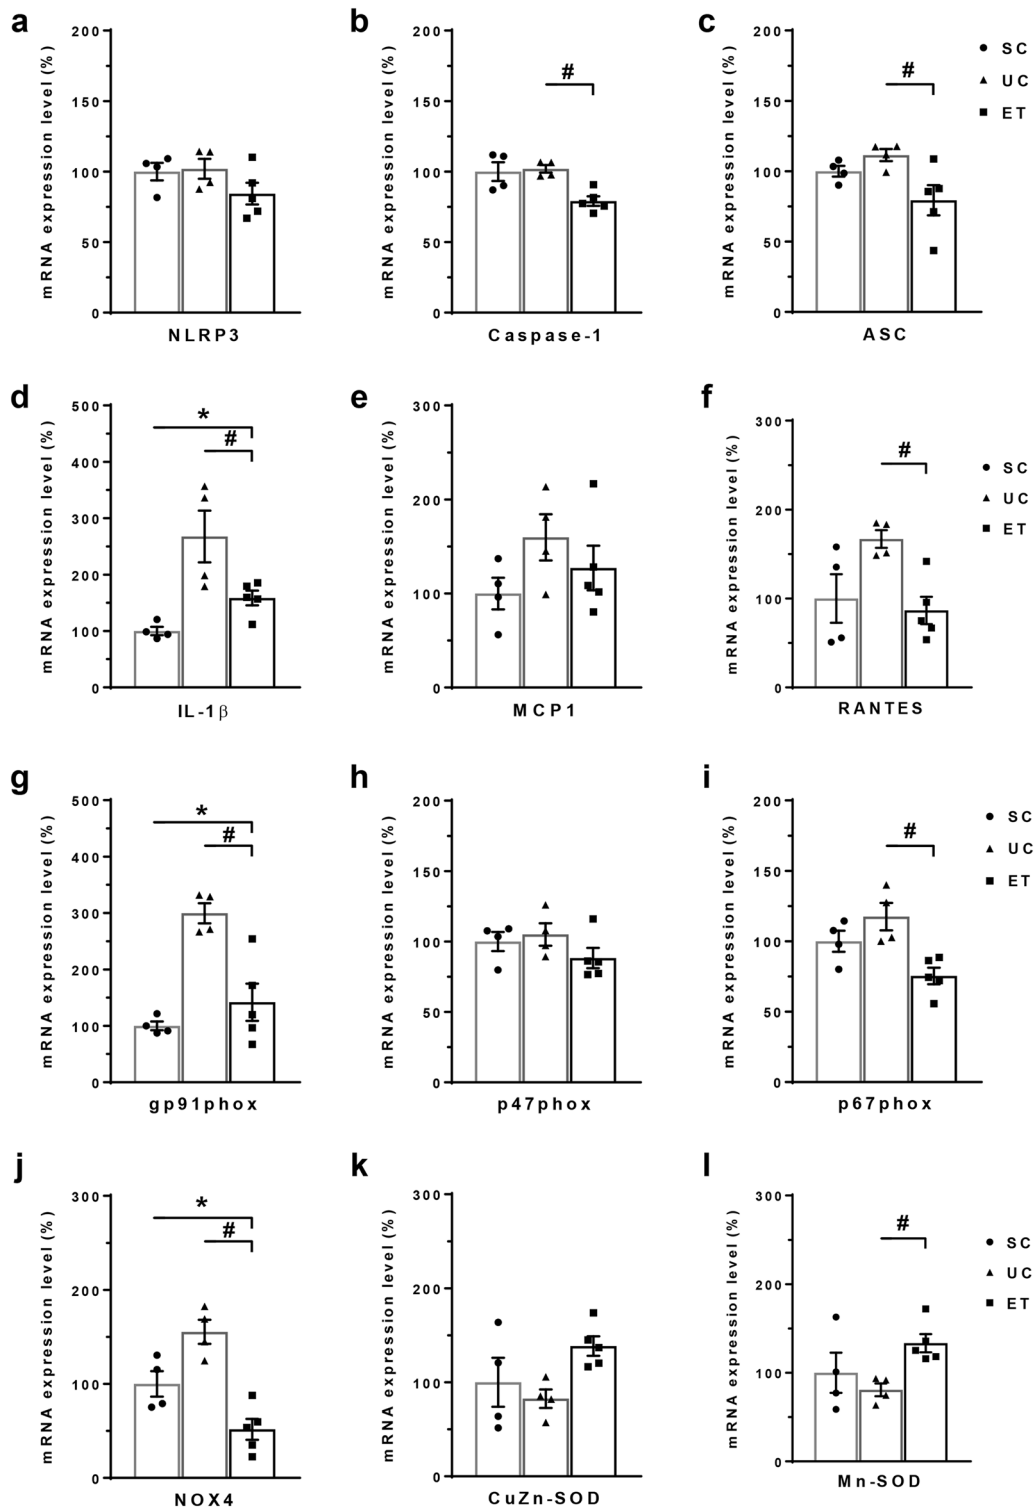 a
mRNA expression level (%)
200
150
100
50
0
NLRP3
b
mRNA expression level (%)
200
150
100
50
0
#
Caspase-1
c
mRNA expression level (%)
200
150
100
50
0
#
ASC
SC
UC
ET
d
mRNA expression level (%)
500
400
300
200
100
0
*
#
IL-1β
e
mRNA expression level (%)
300
200
100
0
MCP1
f
mRNA expression level (%)
300
200
100
0
#
RANTES
SC
UC
ET
g
mRNA expression level (%)
500
400
300
200
100
0
*
#
gp91phox
h
mRNA expression level (%)
200
150
100
50
0
p47phox
i
mRNA expression level (%)
200
150
100
50
0
#
p67phox
SC
UC
ET
j
mRNA expression level (%)
300
200
100
0
*
#
NOX4
k
mRNA expression level (%)
300
200
100
0
CuZn-SOD
l
mRNA expression level (%)
300
200
100
0
#
Mn-SOD
SC
UC
ET